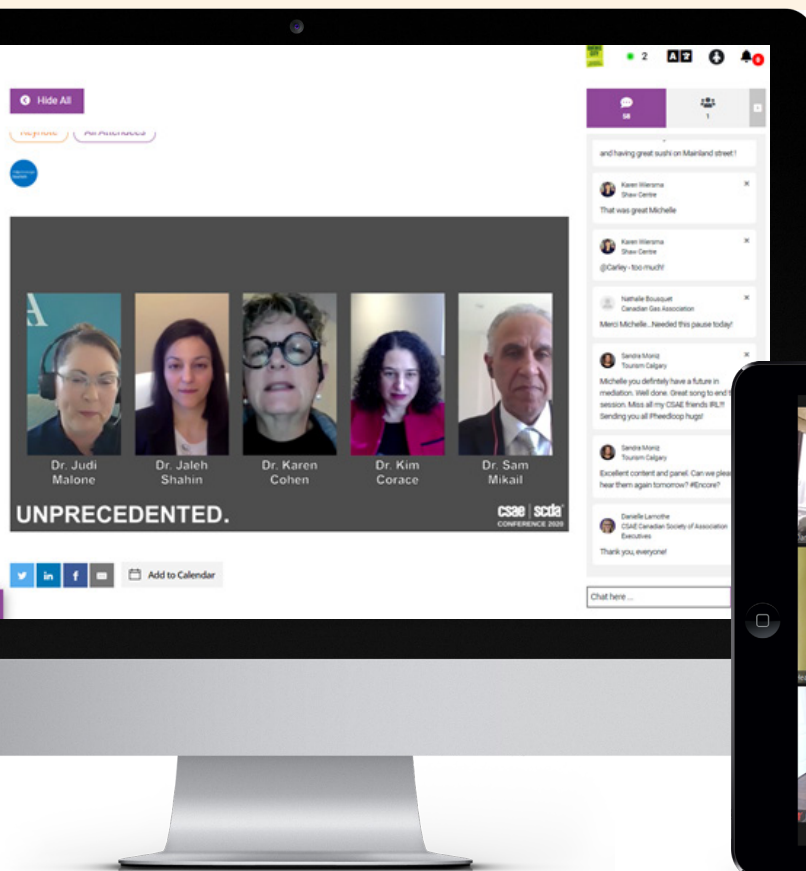 2
Hide All
Keynote
All Attendees
58
1
and having great sushi on Mainland street !
Karen Wiersma
Shaw Centre
That was great Michelle
Karen Wiersma
Shaw Centre
@Carley - too much!
Nathalie Bousquet
Canadian Gas Association
Merci Michelle...Needed this pause today!
Sandra Moniz
Tourism Calgary
Michelle you defintely have a future in
mediation. Well done. Great song to end t
session. Miss all my CSAE friends IRL!!!
Sending you all Pheedloop hugs!
Sandra Moniz
Tourism Calgary
Excellent content and panel. Can we plea
hear them again tomorrow? #Encore?
Danielle Lamothe
CSAE Canadian Society of Association
Executives
Thank you, everyone!
Chat here ...
A
Dr. Judi
Malone
Dr. Jaleh
Shahin
Dr. Karen
Cohen
Dr. Kim
Corace
Dr. Sam
Mikail
UNPRECEDENTED.
csae | scda
CONFERENCE 2020
in
f
Add to Calendar